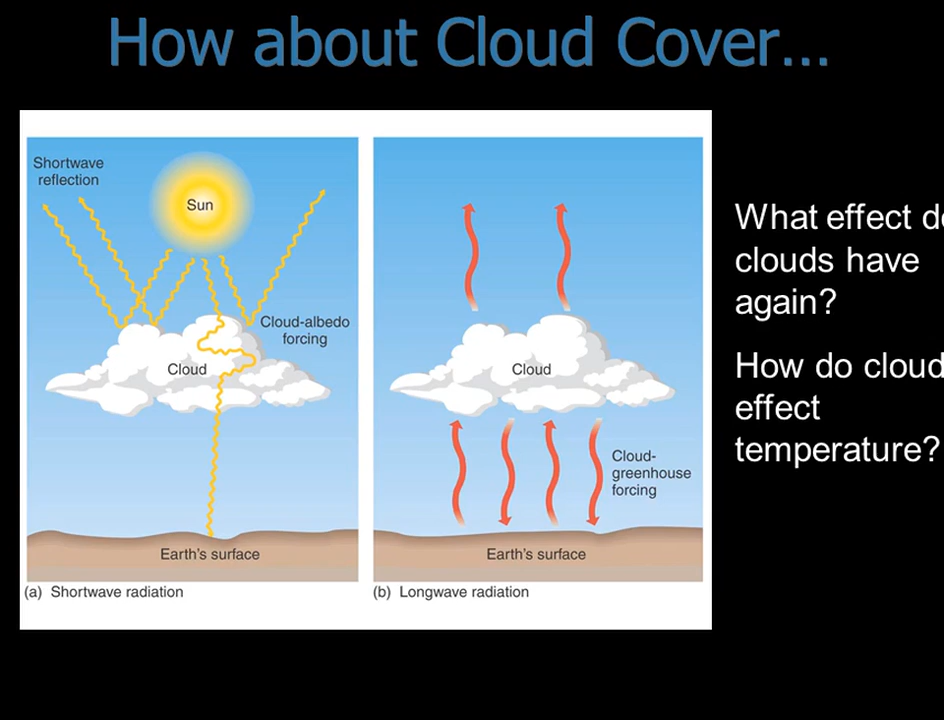 How about Cloud Cover...
Shortwave
reflection
Sun
Cloud-albedo
forcing
Cloud
Earth's surface
(a) Shortwave radiation
Cloud
Cloud-
greenhouse
forcing
Earth's surface
(b) Longwave radiation
What effect
clouds have
again?
How do cloud
effect
temperature?